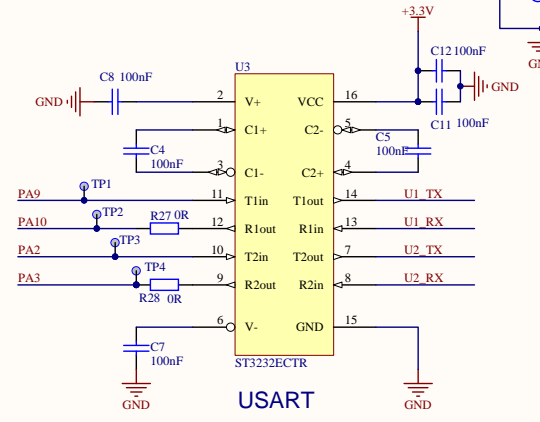 +3.3V
U3
C12 100nF
C8 100nF
GND
2
V+
VCC
16
GND
C11 100nF
1
C1+
C2-
5
C4
100nF
C5
100nF
3
C1-
C2+
4
TP1
PA9
11
T1in
T1out
14
U1_TX
TP2
R27 0R
PA10
12
R1out
R1in
13
U1_RX
TP3
PA2
10
T2in
T2out
7
U2_TX
TP4
PA3
9
R2out
R2in
8
U2_RX
R28 0R
6
V-
GND
15
C7
100nF
ST3232ECTR
GND
USART
GND